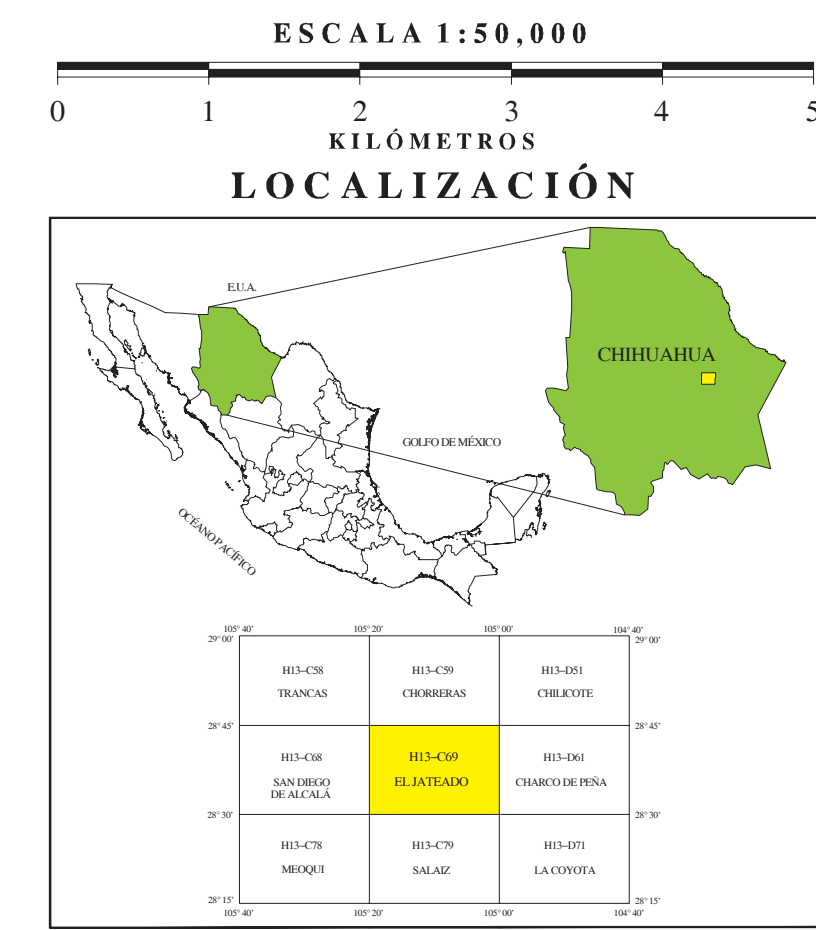 ESCALA 1:50,000
0 1 2 3 4 5
KILÓMETROS
LOCALIZACIÓN
E.U.A.
CHIHUAHUA
GOLFO DE MÉXICO
OCÉANO PACÍFICO
105° 40' 105° 20' 105° 00' 104° 40'
29° 00' 29° 00'
H13–C58 H13–C59 H13–D51
TRANCAS CHORRERAS CHILICOTE
28° 45' 28° 45'
H13–C68 H13–C69 H13–D61
SAN DIEGO EL JATEADO CHARCO DE PEÑA
DE ALCALÁ
28° 30' 28° 30'
H13–C78 H13–C79 H13–D71
MEOQUI SALAIZ LA COYOTA
28° 15' 28° 15'
105° 40' 105° 20' 105° 00' 104° 40'